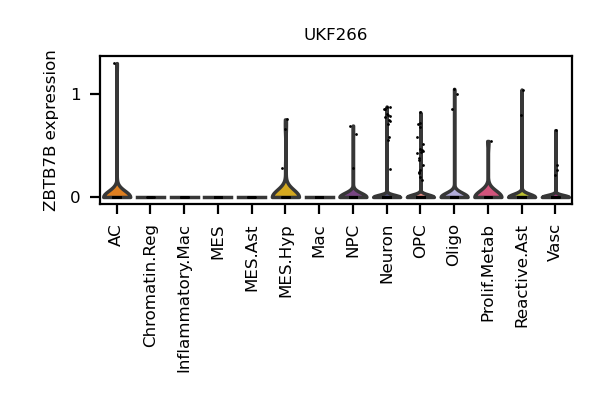 UKF266
ZBTB7B expression
1
0
AC
Chromatin.Reg
Inflammatory.Mac
MES
MES.Ast
MES.Hyp
Mac
NPC
Neuron
OPC
Oligo
Prolif.Metab
Reactive.Ast
Vasc